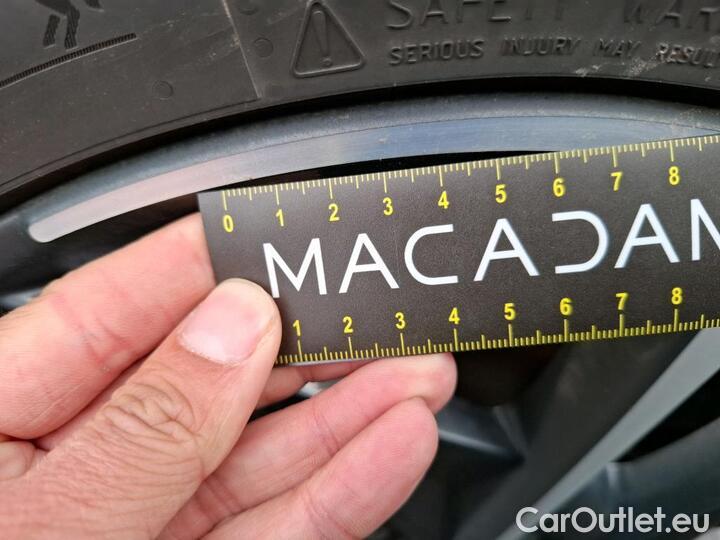 SAFETY WAR
SERIOUS INJURY MAY RESUL
0 1 2 3 4 5 6 7 8
MACADAM
1 2 3 4 5 6 7 8
CarOutlet.eu